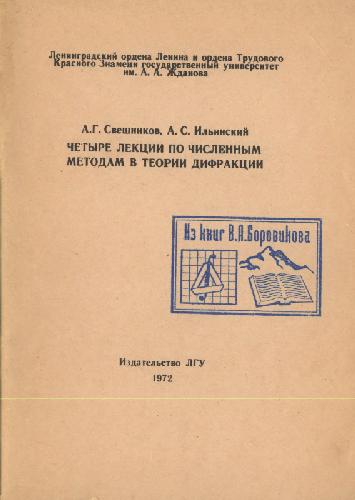 Ленинградский ордена Ленина и ордена Трудового
Красного Знамени государственный университет
им. А. А. Жданова
А.Г. Свешников, А. С. Ильинский
ЧЕТЫРЕ ЛЕКЦИИ ПО ЧИСЛЕННЫМ
МЕТОДАМ В ТЕОРИИ ДИФРАКЦИИ
Из книг В.А.Боровикова
Издательство ЛГУ
1972